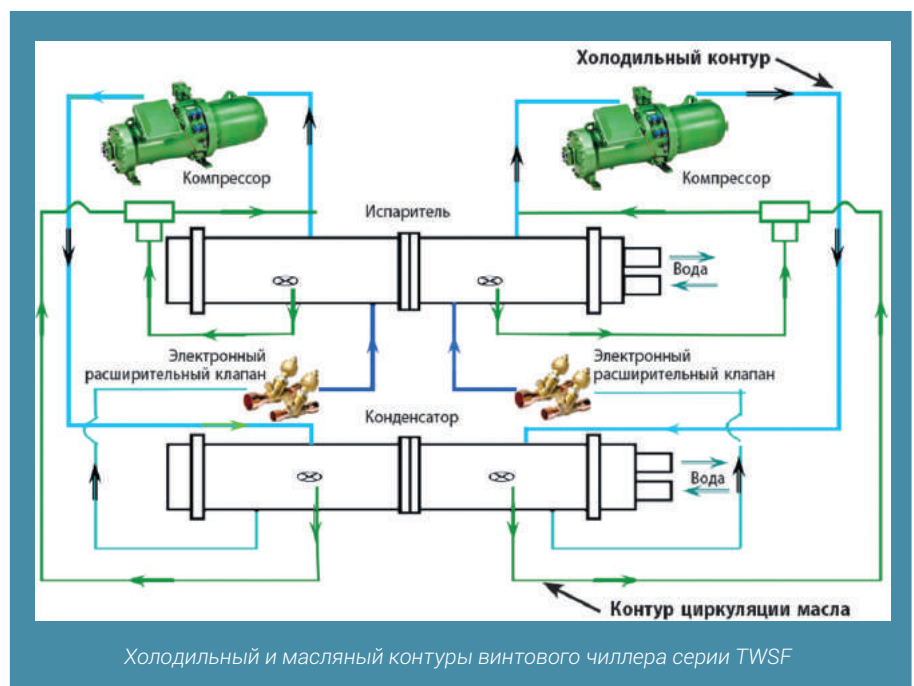 Холодильный контур
Компрессор
Компрессор
Испаритель
Вода
Электронный
расширительный клапан
Электронный
расширительный клапан
Конденсатор
Вода
Контур циркуляции масла
Холодильный и масляный контуры винтового чиллера серии TWSF